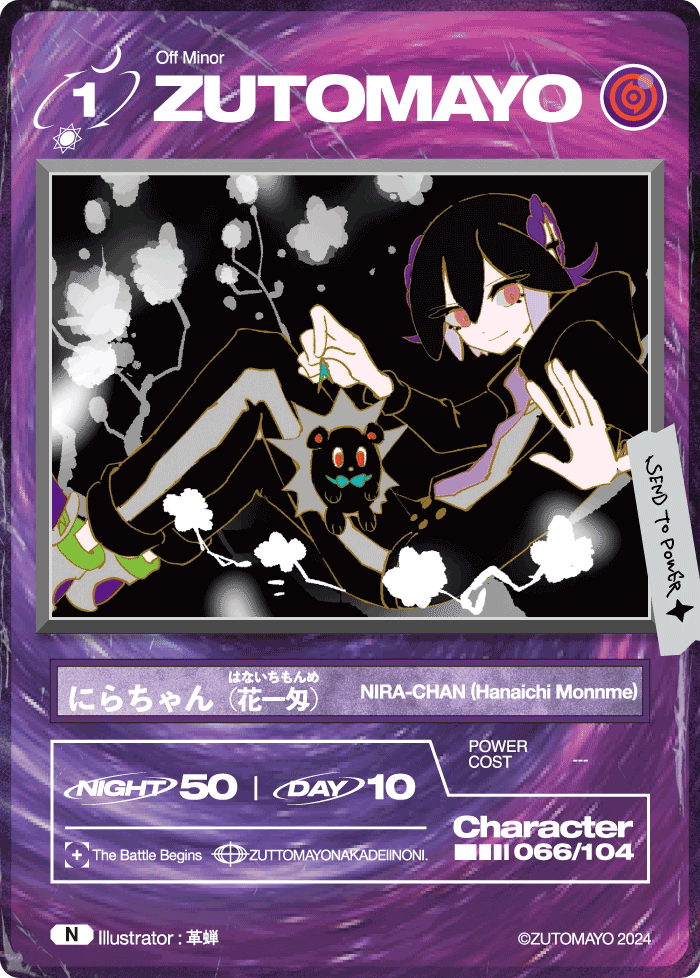 Off Minor
1
ZUTOMAYO
SEND TO POWER
はないちもんめ
にらちゃん（花一匁）
NIRA-CHAN (Hanaichi Monnme)
POWER
COST
---
NIGHT 50 | DAY 10
Character
066/104
The Battle Begins
ZUTTOMAYONAKADEIINONI.
N
Illustrator : 革蝉
©ZUTOMAYO 2024